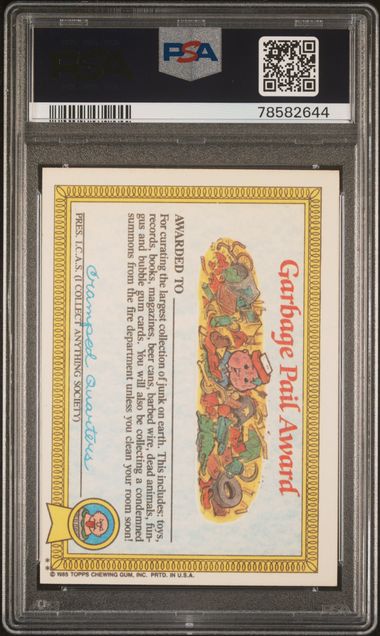 PSA
78582644
Garbage Pail Award
AWARDED TO
For curating the largest collection of junk on earth. This includes: toys,
records, books, magazines, beer cans, barbed wire, dead animals, fun-
gus and bubble gum cards. You will also be collecting a condemned
summons from the fire department unless you clean your room soon!
Cramped Quarters
PRES. I.C.A.S. (I COLLECT ANYTHING SOCIETY)
** © 1985 TOPPS CHEWING GUM, INC. PRTD. IN U.S.A.